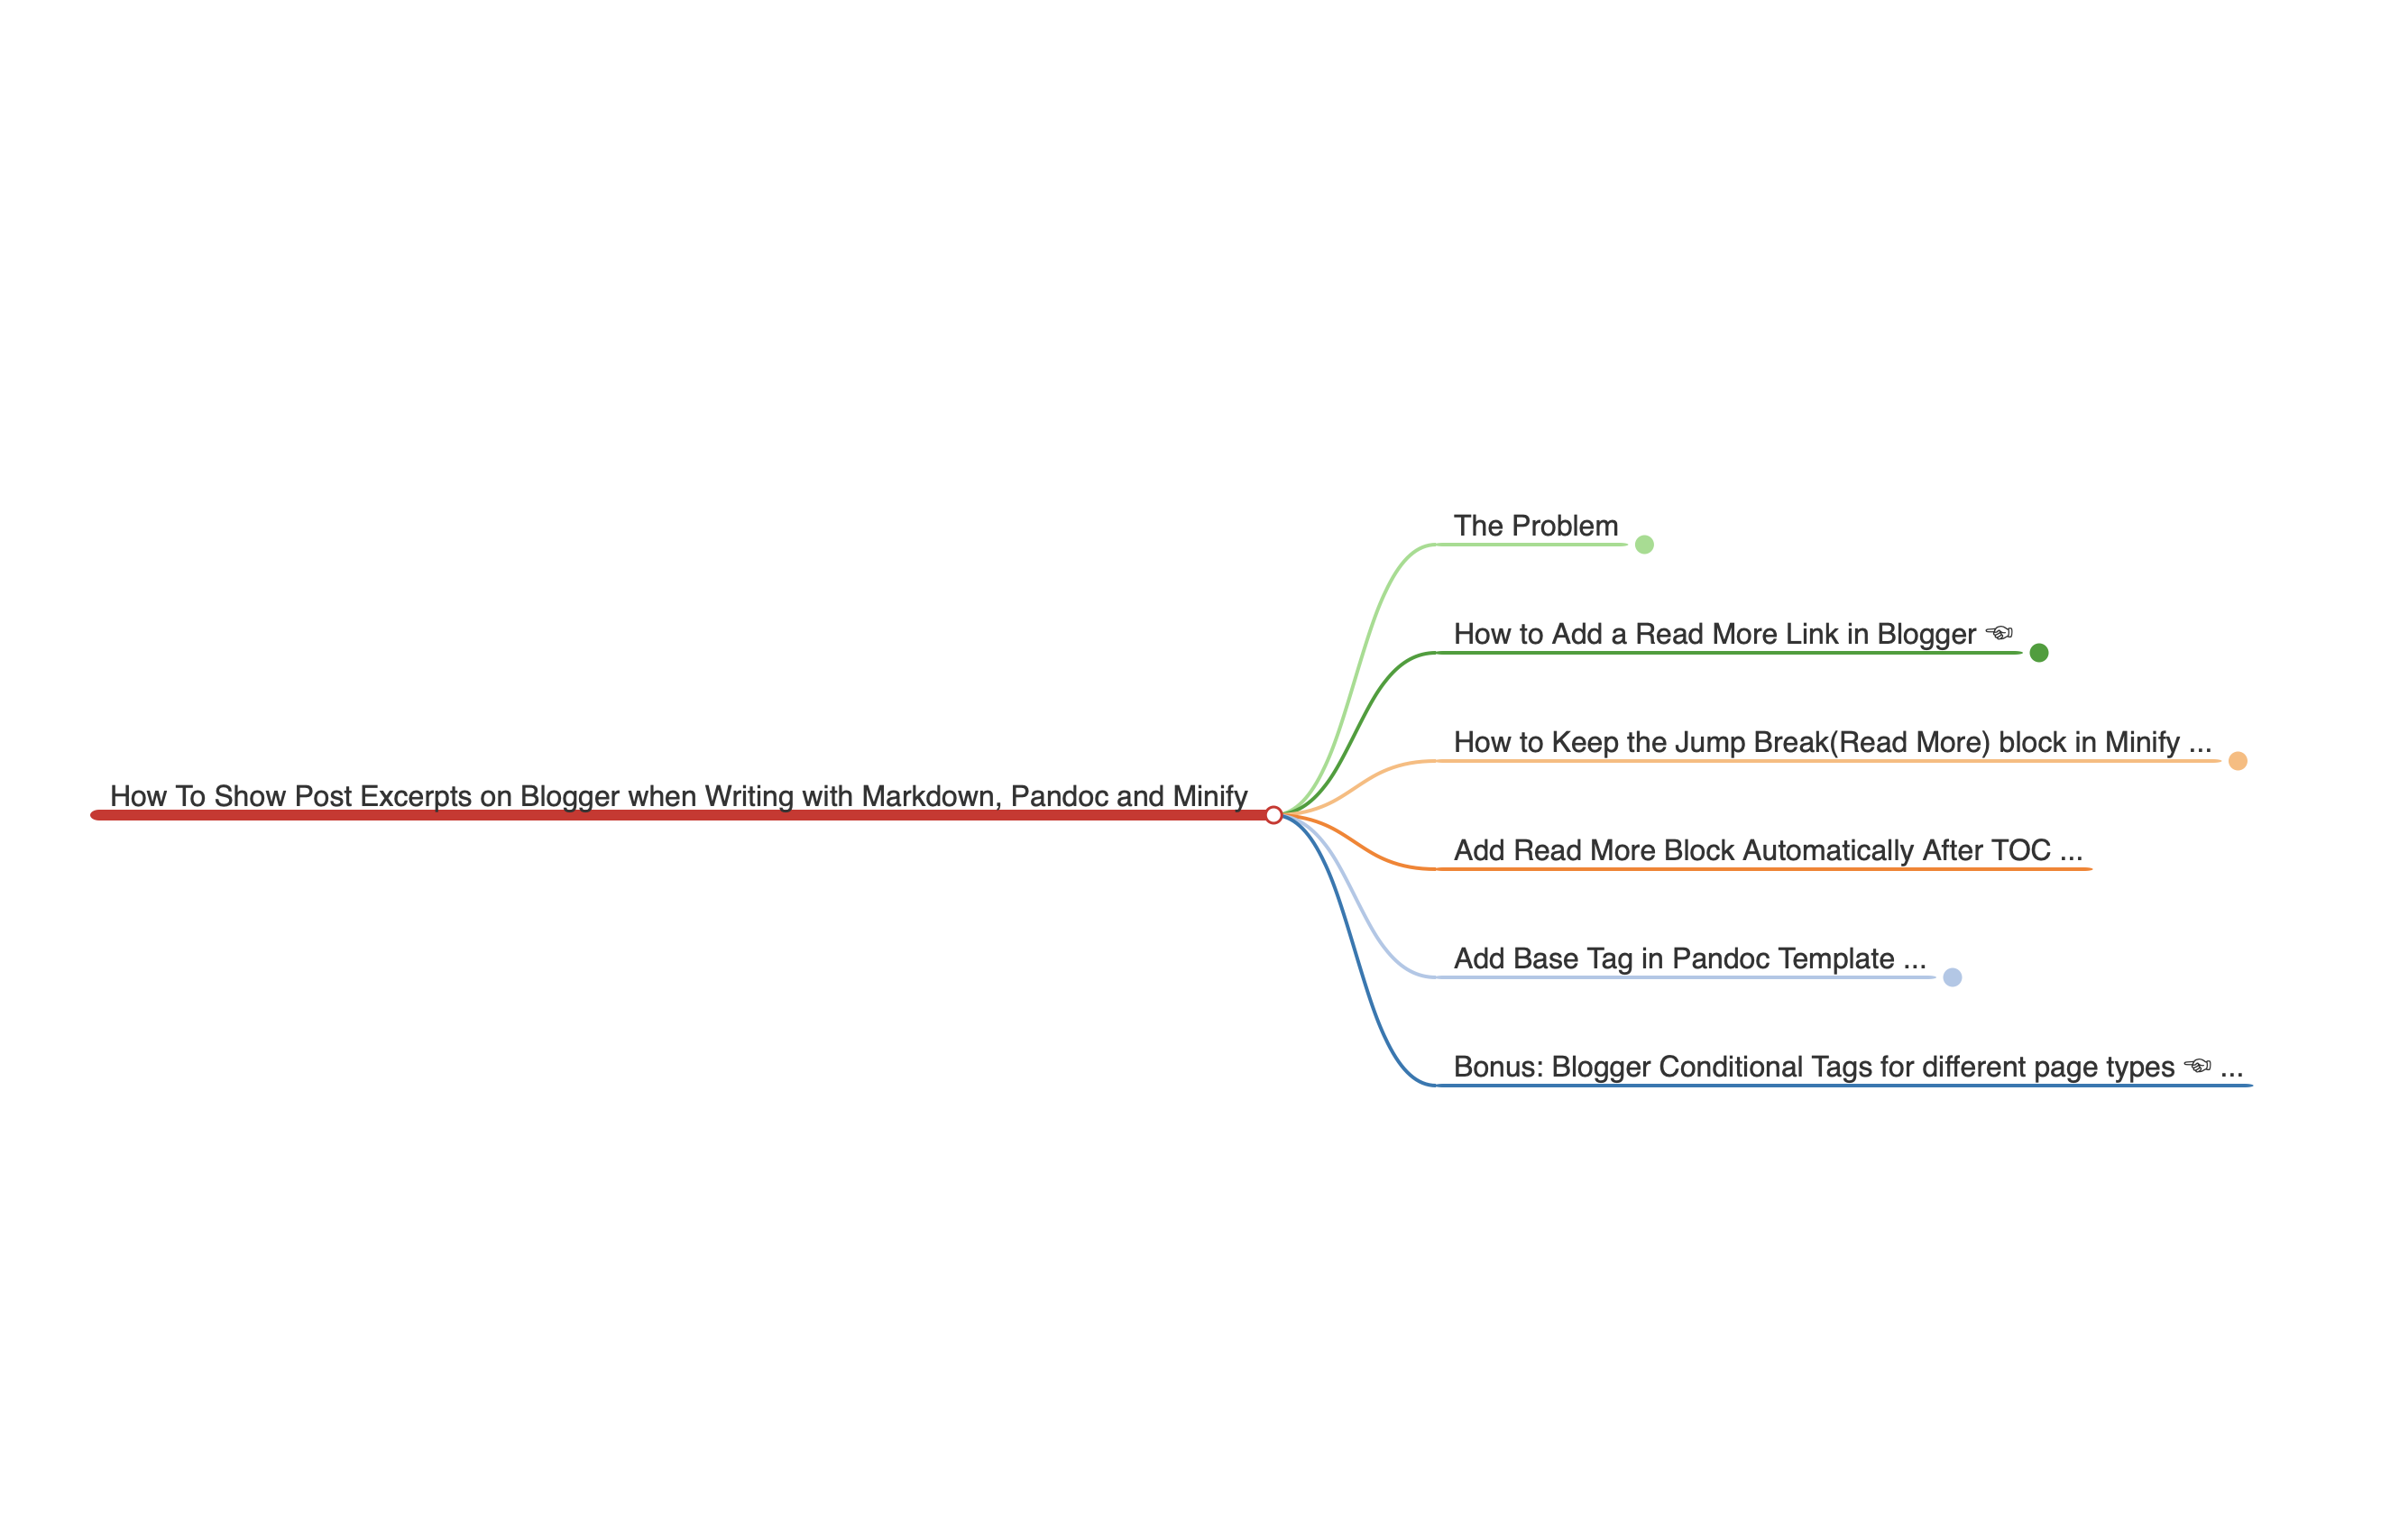 The Problem
How to Add a Read More Link in Blogger ☜
How to Keep the Jump Break(Read More) block in Minify ...
How To Show Post Excerpts on Blogger when Writing with Markdown, Pandoc and Minify
Add Read More Block Automatically After TOC ...
Add Base Tag in Pandoc Template ...
Bonus: Blogger Conditional Tags for different page types ☜ ...